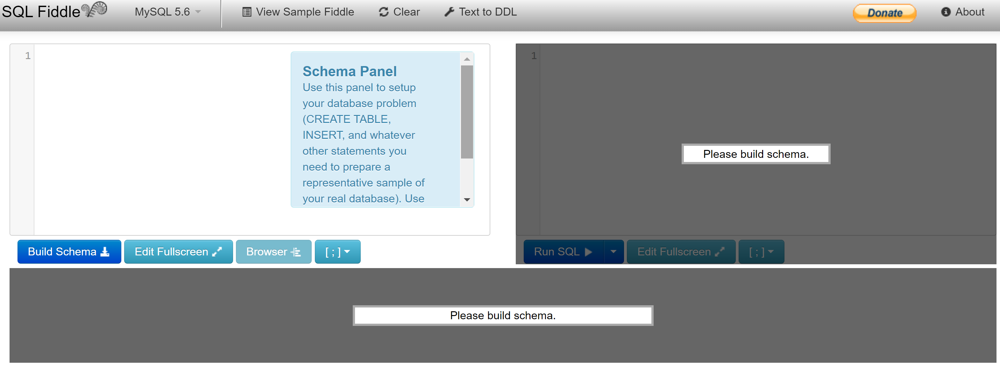 SQL Fiddle MySQL 5.6 View Sample Fiddle Clear Text to DDL Donate About
1
Schema Panel
Use this panel to setup
your database problem
(CREATE TABLE,
INSERT, and whatever
other statements you
need to prepare a
representative sample of
your real database). Use
Build Schema Edit Fullscreen Browser [ ; ]
1
Please build schema.
Run SQL Edit Fullscreen [ ; ]
Please build schema.